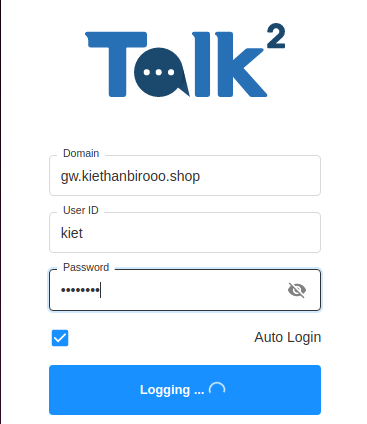 Talk²
Domain
gw.kiethanbirooo.shop
User ID
kiet
Password
••••••••
Auto Login
Logging ...